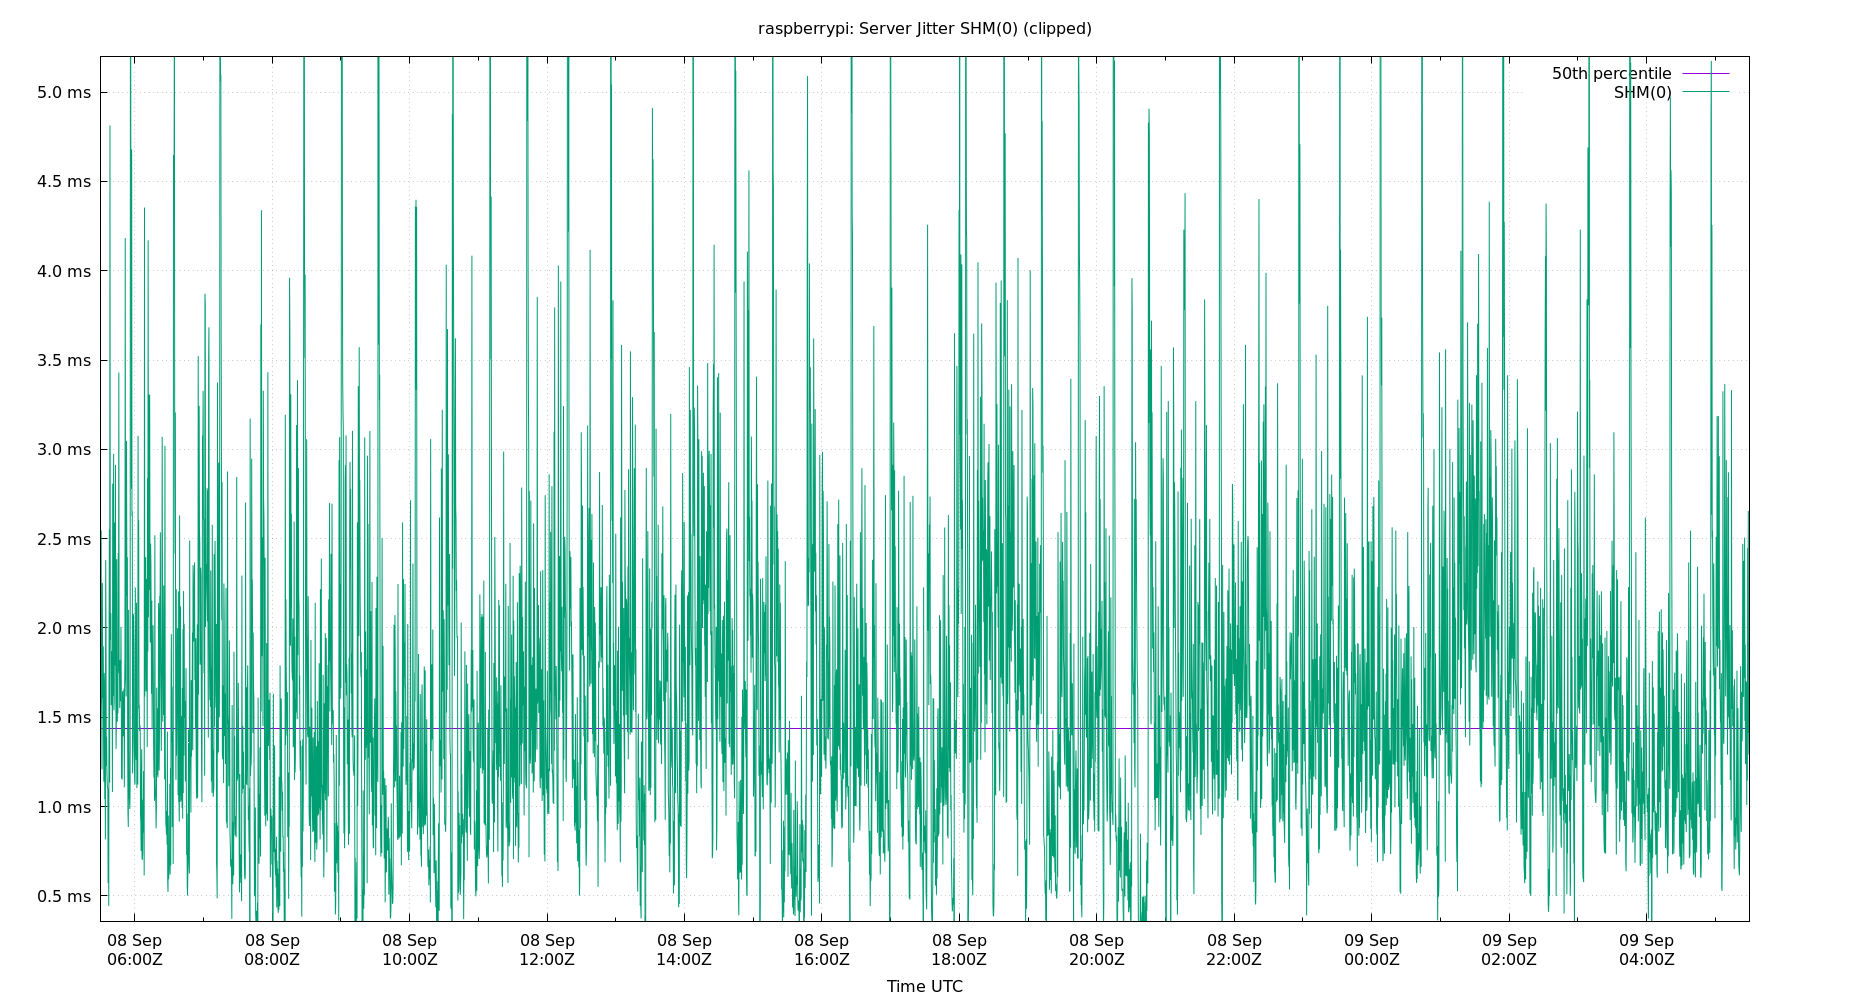 raspberrypi: Server Jitter SHM(0) (clipped)
50th percentile
SHM(0)
5.0 ms
4.5 ms
4.0 ms
3.5 ms
3.0 ms
2.5 ms
2.0 ms
1.5 ms
1.0 ms
0.5 ms
08 Sep 08 Sep 08 Sep 08 Sep 08 Sep 08 Sep 08 Sep 08 Sep 08 Sep 09 Sep 09 Sep 09 Sep
06:00Z 08:00Z 10:00Z 12:00Z 14:00Z 16:00Z 18:00Z 20:00Z 22:00Z 00:00Z 02:00Z 04:00Z
Time UTC